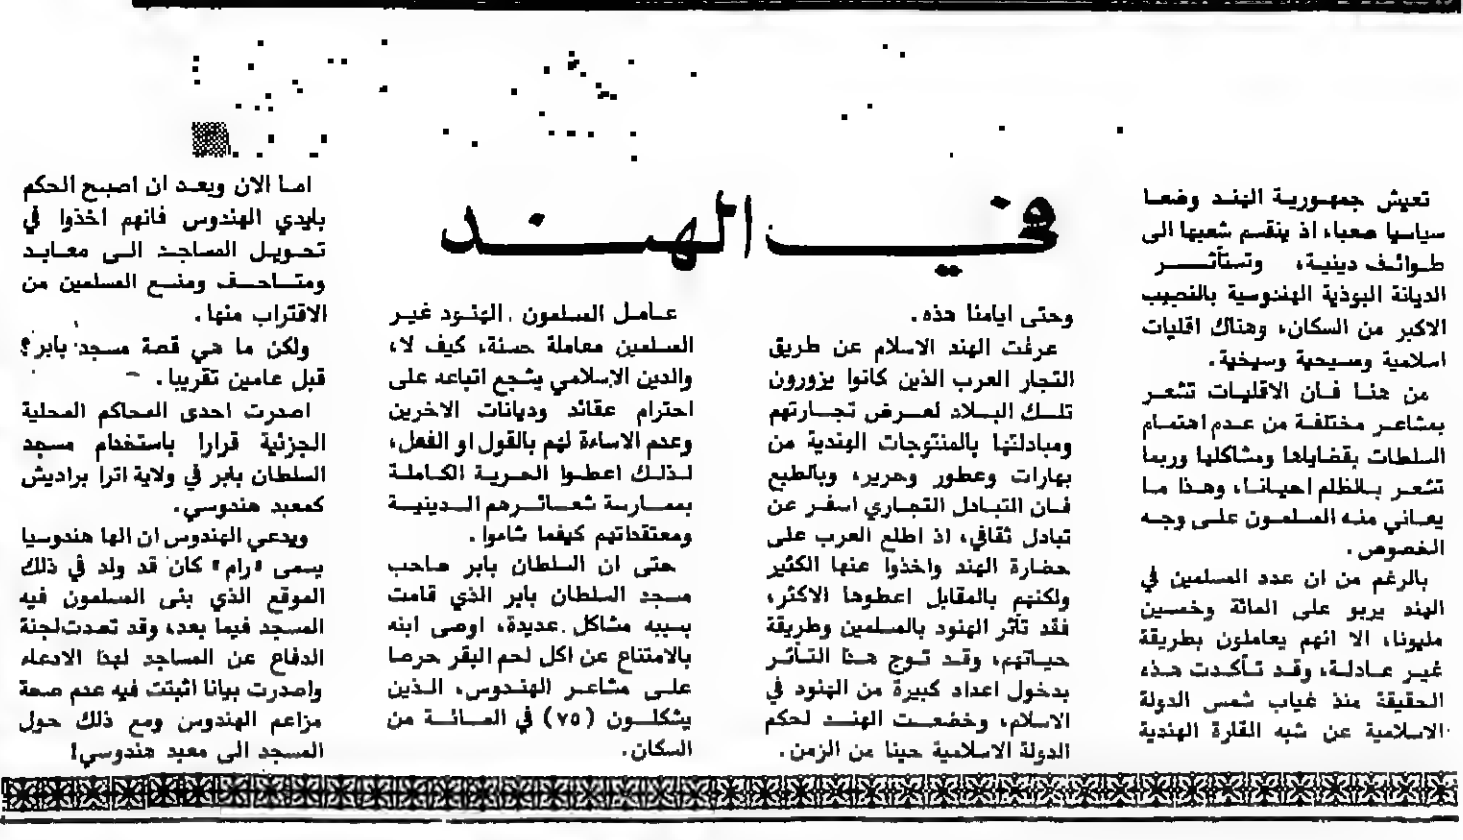 في الهند
تعيش جمهورية الهند وضعا
سياسيا صعبا، اذ ينقسم شعبها الى
طوائف دينية، وتستأثر
الديانة البوذية الهندوسية بالنصيب
الاكبر من السكان، وهناك اقليات
اسلامية ومسيحية وسيخية.
من هنا فان الاقليات تشعر
بمشاعر مختلفة من عدم اهتمام
السلطات بقضاياها ومشاكلها وربما
تشعر بالظلم احيانا، وهذا ما
يعاني منه المسلمون على وجه
الخصوص.
بالرغم من ان عدد المسلمين في
الهند يربو على المائة وخمسين
مليونا، الا انهم يعاملون بطريقة
غير عادلة، وقد تأكدت هذه
الحقيقة منذ غياب شمس الدولة
الاسلامية عن شبه القارة الهندية
وحتى ايامنا هذه.
عرفت الهند الاسلام عن طريق
التجار العرب الذين كانوا يزورون
تلك البلاد لعرض تجارتهم
ومبادلتها بالمنتوجات الهندية من
بهارات وعطور وحرير، وبالطبع
فان التبادل التجاري اسفر عن
تبادل ثقافي، اذ اطلع العرب على
حضارة الهند واخذوا عنها الكثير
ولكنهم بالمقابل اعطوها الاكثر،
فقد تأثر الهنود بالمسلمين وطريقة
حياتهم، وقد توج هذا التأثر
بدخول اعداد كبيرة من الهنود في
الاسلام، وخضعت الهند لحكم
الدولة الاسلامية حينا من الزمن.
عامل المسلمون الهنود غير
المسلمين معاملة حسنة، كيف لا،
والدين الاسلامي يشجع اتباعه على
احترام عقائد وديانات الاخرين
وعدم الاساءة لهم بالقول او الفعل،
لذلك اعطوا الحرية الكاملة
بممارسة شعائرهم الدينية
ومعتقداتهم كيفما شاءوا.
حتى ان السلطان بابر صاحب
مسجد السلطان بابر الذي قامت
بسببه مشاكل عديدة، اوصى ابنه
بالامتناع عن اكل لحم البقر حرصا
على مشاعر الهندوس، الذين
يشكلون (٧٥) في المائة من
السكان.
اما الان وبعد ان اصبح الحكم
بايدي الهندوس فانهم اخذوا في
تحويل المساجد الى معابد
ومتاحف ومنع المسلمين من
الاقتراب منها.
ولكن ما هي قصة مسجد بابر؟
قبل عامين تقريبا.
اصدرت احدى المحاكم المحلية
الجزئية قرارا باستخدام مسجد
السلطان بابر في ولاية اترا براديش
كمعبد هندوسي.
ويدعي الهندوس ان الها هندوسيا
يسمى «رام» كان قد ولد في ذلك
الموقع الذي بنى المسلمون فيه
المسجد فيما بعد، وقد تصدت لجنة
الدفاع عن المساجد لهذا الادعاء
واصدرت بيانا اثبتت فيه عدم صحة
مزاعم الهندوس ومع ذلك حول
المسجد الى معبد هندوسي!